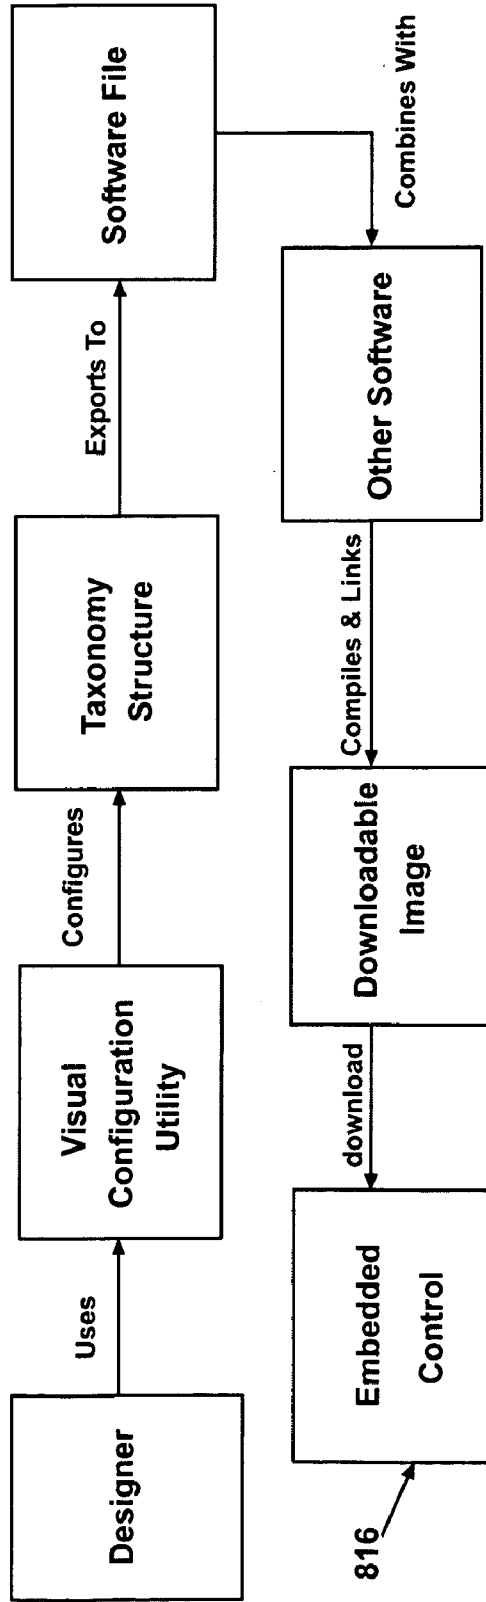 Designer
Uses
Visual
Configuration
Utility
Configures
Taxonomy
Structure
Exports To
Software File
Combines With
Other Software
Compiles & Links
Downloadable
Image
download
Embedded
Control
816